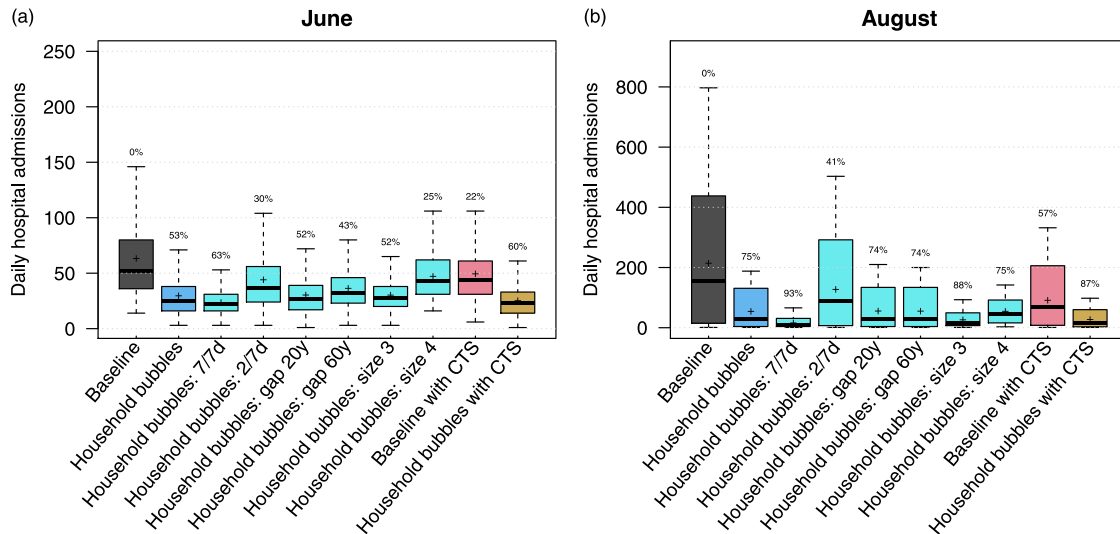 (a)
June
Daily hospital admissions
250
200
150
100
50
0
0%
53%
63%
30%
52%
43%
52%
25%
22%
60%
Baseline
Household bubbles
Household bubbles: 7/7d
Household bubbles: 2/7d
Household bubbles: gap 20y
Household bubbles: gap 60y
Household bubbles: size 3
Household bubbles: size 4
Baseline with CTS
Household bubbles with CTS
(b)
August
Daily hospital admissions
800
600
400
200
0
0%
75%
93%
41%
74%
74%
88%
75%
57%
87%
Baseline
Household bubbles
Household bubbles: 7/7d
Household bubbles: 2/7d
Household bubbles: gap 20y
Household bubbles: gap 60y
Household bubbles: size 3
Household bubbles: size 4
Baseline with CTS
Household bubbles with CTS